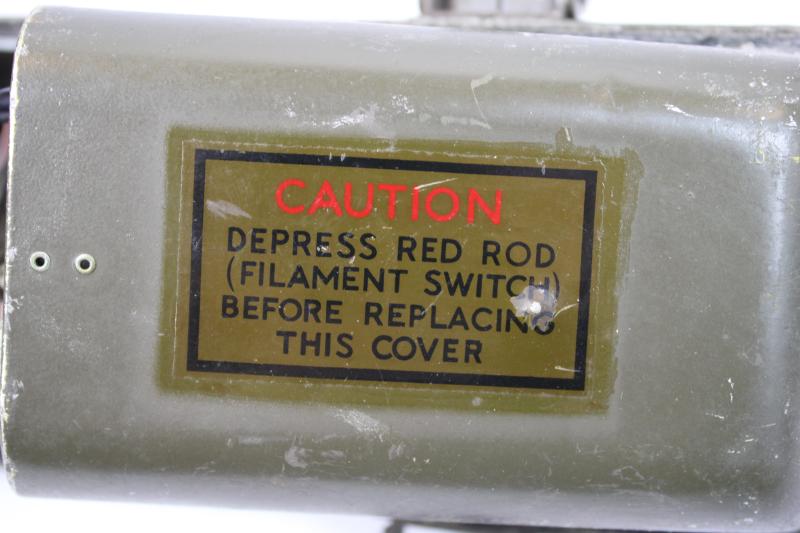 CAUTION
DEPRESS RED ROD
(FILAMENT SWITCH)
BEFORE REPLACING
THIS COVER